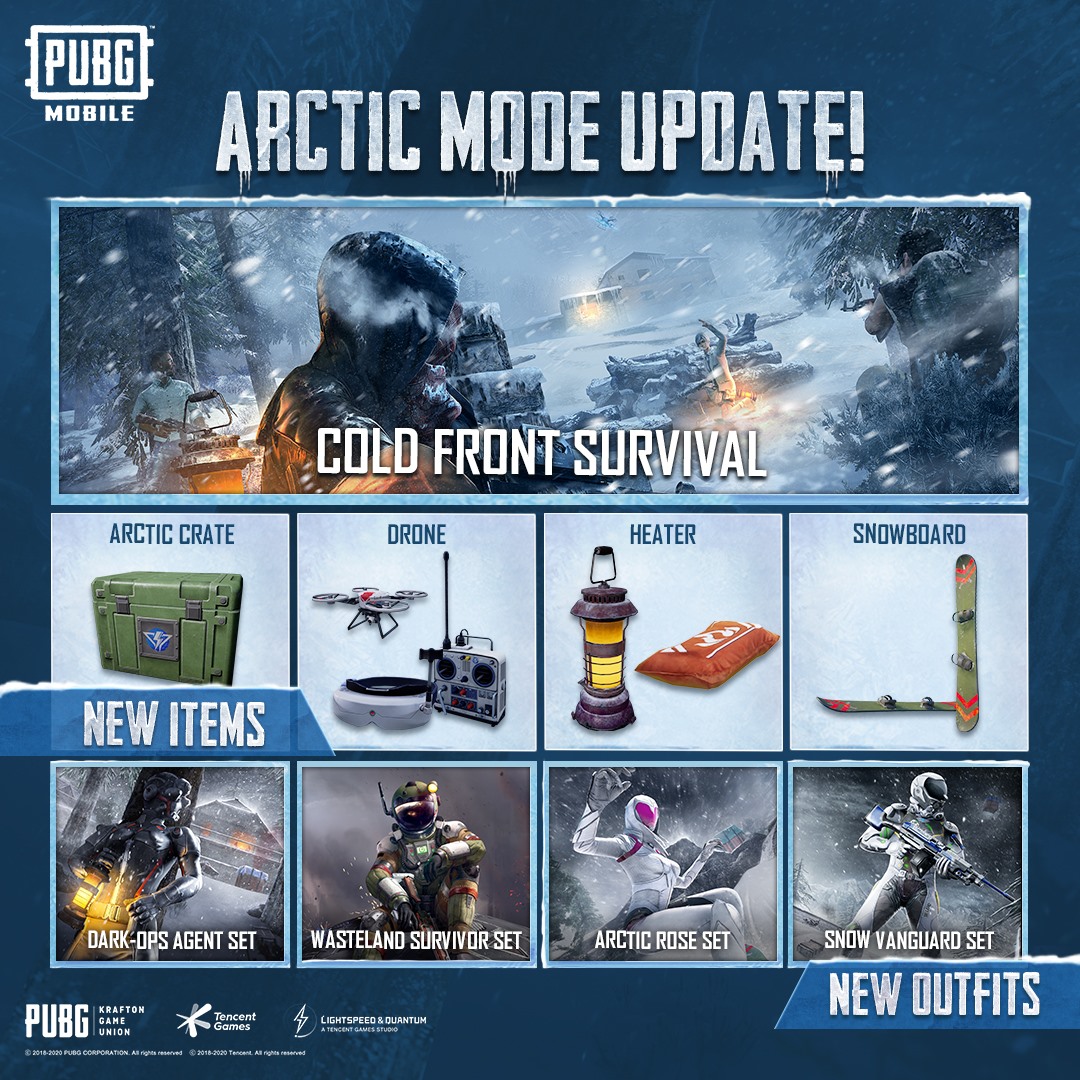 PUBG
MOBILE
ARCTIC MODE UPDATE!
COLD FRONT SURVIVAL
ARCTIC CRATE
DRONE
HEATER
SNOWBOARD
NEW ITEMS
DARK-OPS AGENT SET
WASTELAND SURVIVOR SET
ARCTIC ROSE SET
SNOW VANGUARD SET
NEW OUTFITS
PUBG
KRAFTON
GAME
UNION
Tencent
Games
LIGHTSPEED & QUANTUM
A TENCENT GAMES STUDIO
© 2018-2020 PUBG CORPORATION. All rights reserved © 2018-2020 Tencent. All rights reserved